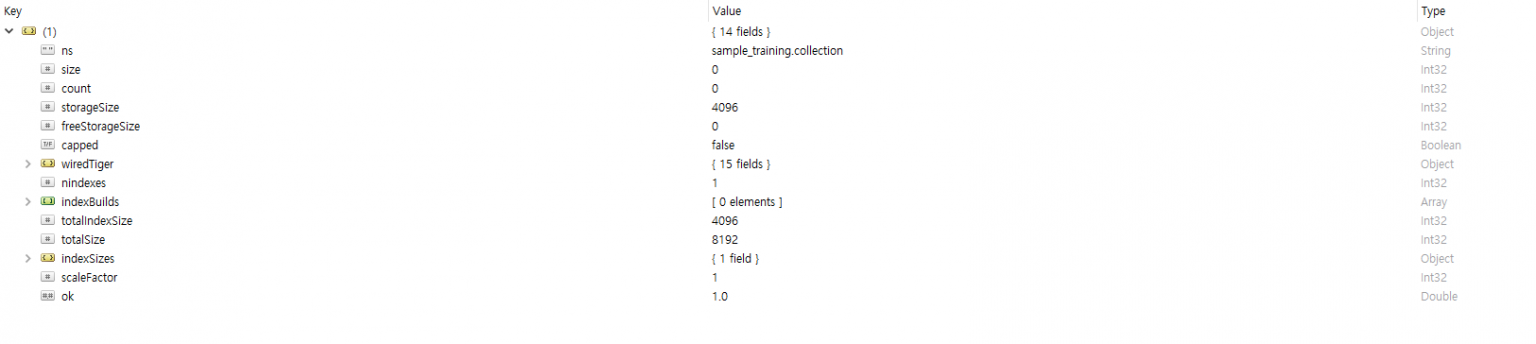 Key Value Type
(1) { 14 fields } Object
ns sample_training.collection String
size 0 Int32
count 0 Int32
storageSize 4096 Int32
freeStorageSize 0 Int32
capped false Boolean
wiredTiger { 15 fields } Object
nindexes 1 Int32
indexBuilds [ 0 elements ] Array
totalIndexSize 4096 Int32
totalSize 8192 Int32
indexSizes { 1 field } Object
scaleFactor 1 Int32
ok 1.0 Double